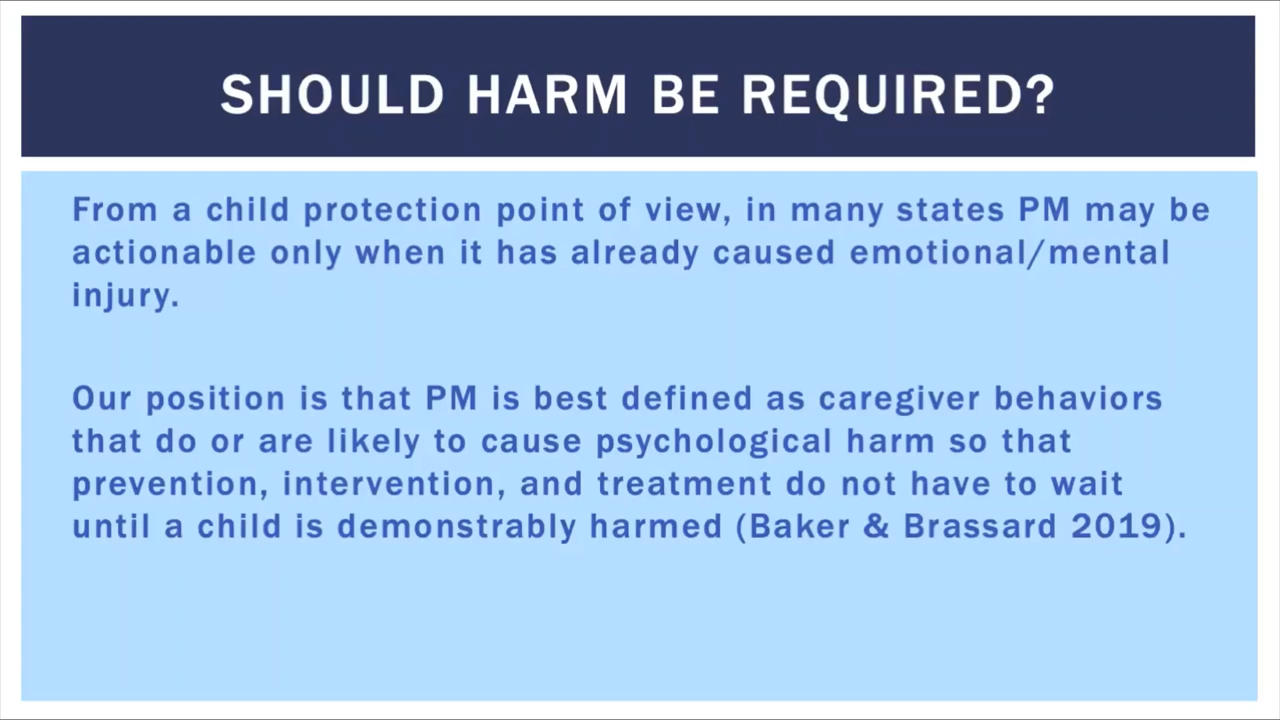 SHOULD HARM BE REQUIRED?
From a child protection point of view, in many states PM may be
actionable only when it has already caused emotional/mental
injury.
Our position is that PM is best defined as caregiver behaviors
that do or are likely to cause psychological harm so that
prevention, intervention, and treatment do not have to wait
until a child is demonstrably harmed (Baker & Brassard 2019).